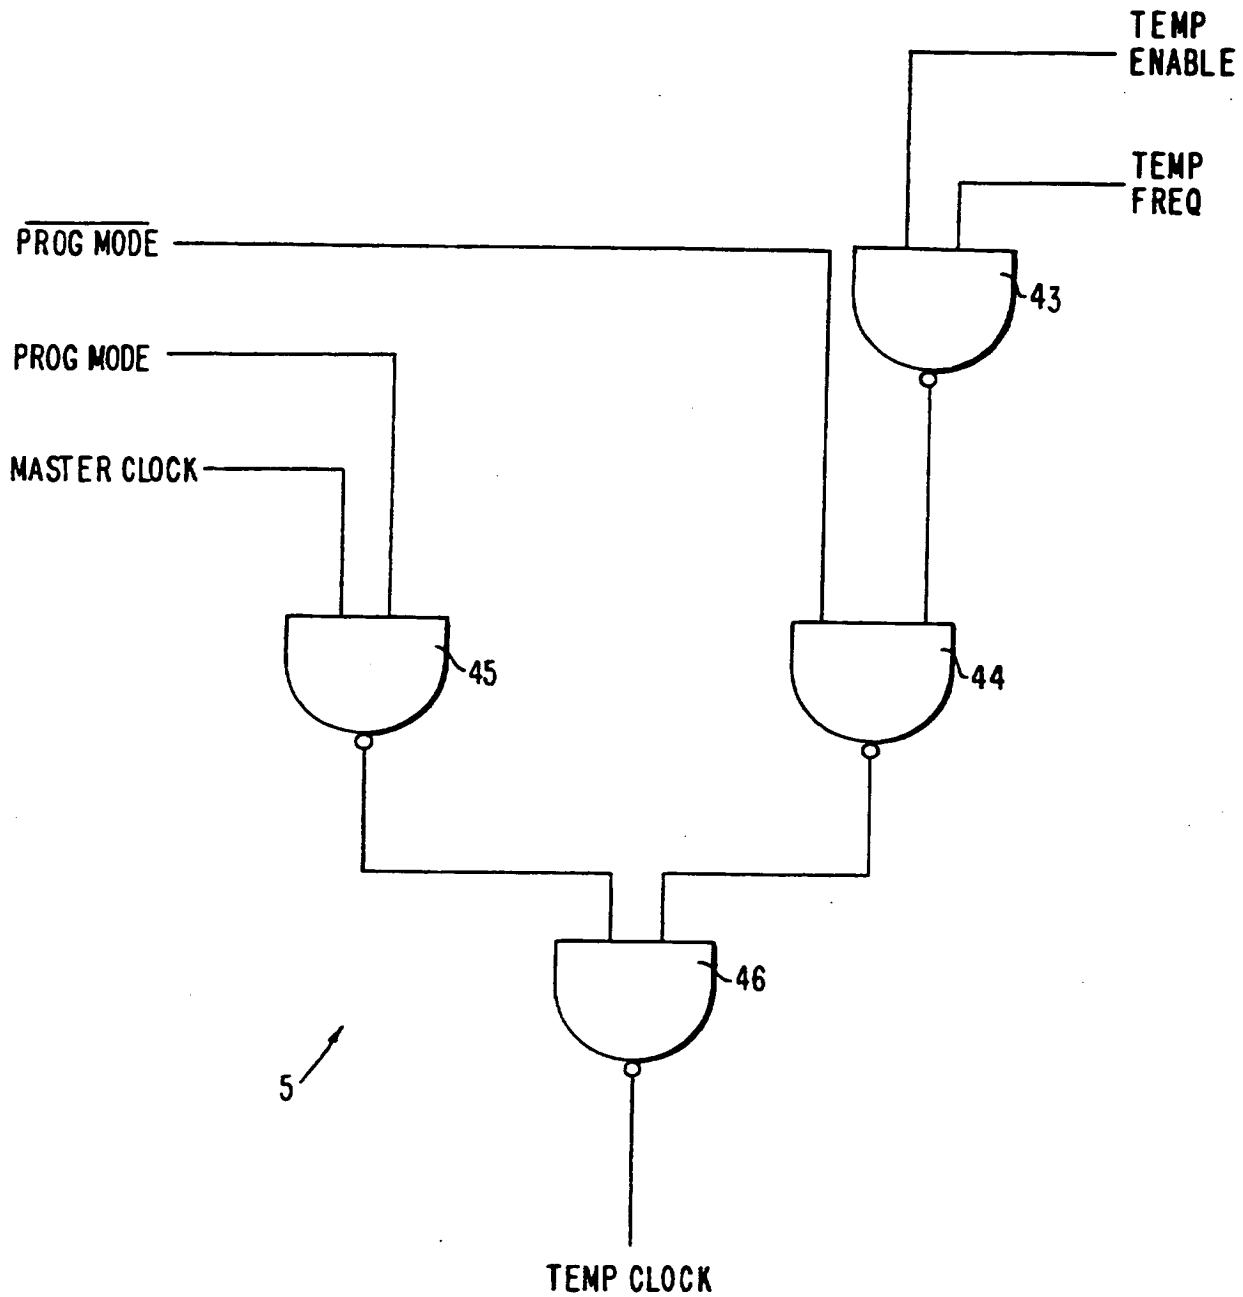 TEMP
ENABLE
TEMP
FREQ
PROG MODE
43
PROG MODE
MASTER CLOCK
45
44
46
5
TEMP CLOCK